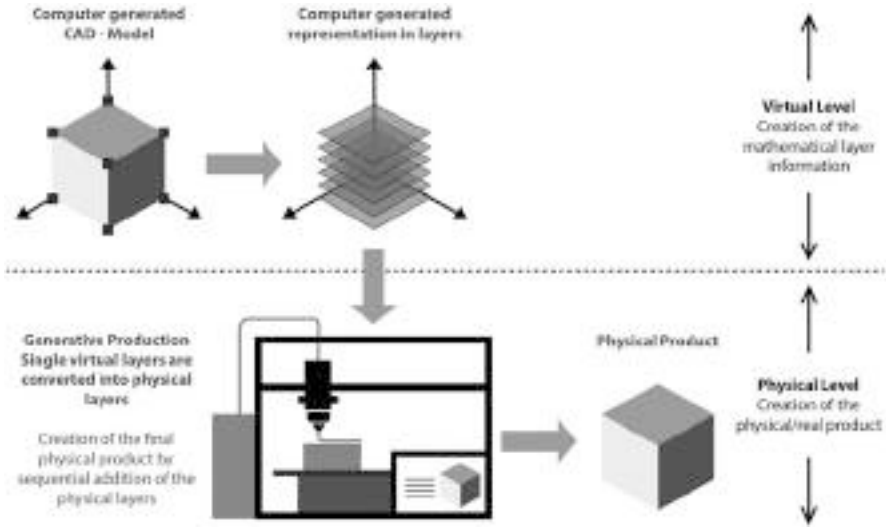 Computer generated
CAD - Model
Computer generated
representation in layers
Virtual Level
Creation of the
mathematical layer
information
Generative Production
Single virtual layers are
converted into physical
layers
Creation of the final
physical product by
sequential addition of the
physical layers
Physical Product
Physical Level
Creation of the
physical/real product